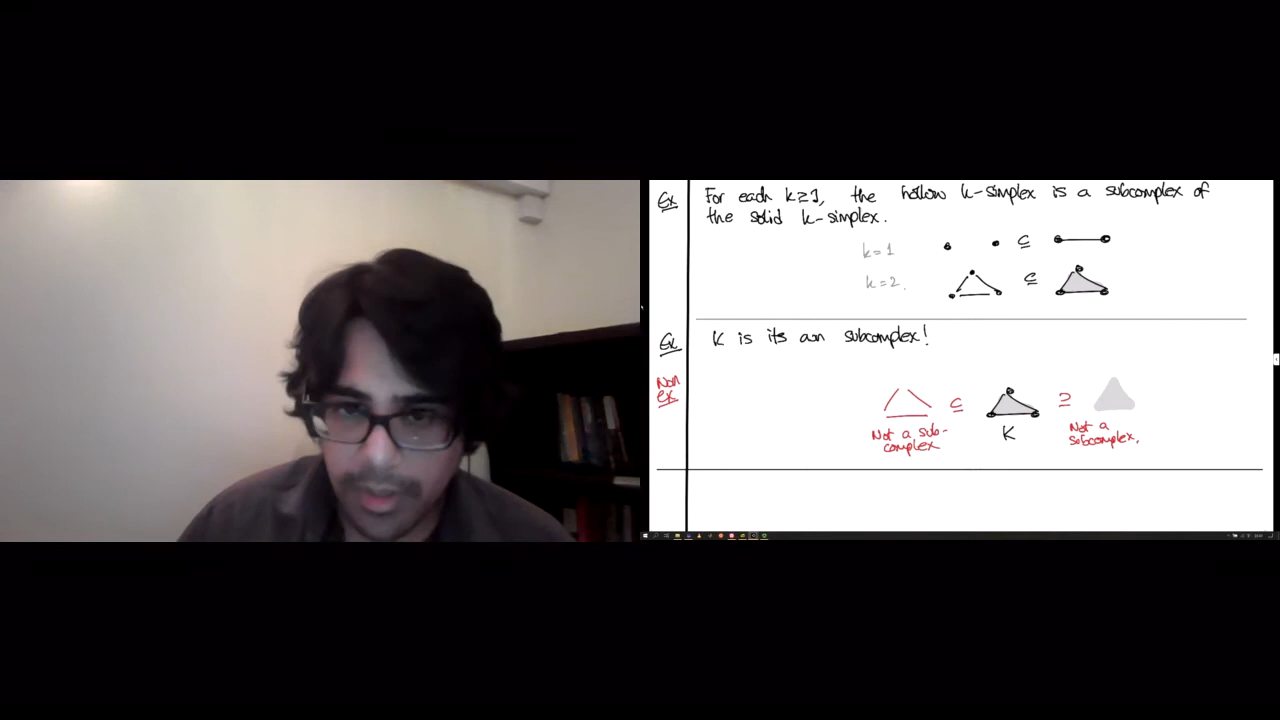 Ex For each k≥1, the hollow k-simplex is a subcomplex of
the solid k-simplex.
k=1 ⊆
k=2. ⊆
Ex K is its own subcomplex!
Non
ex
⊆ K ⊇
Not a sub-
complex
Not a
subcomplex.